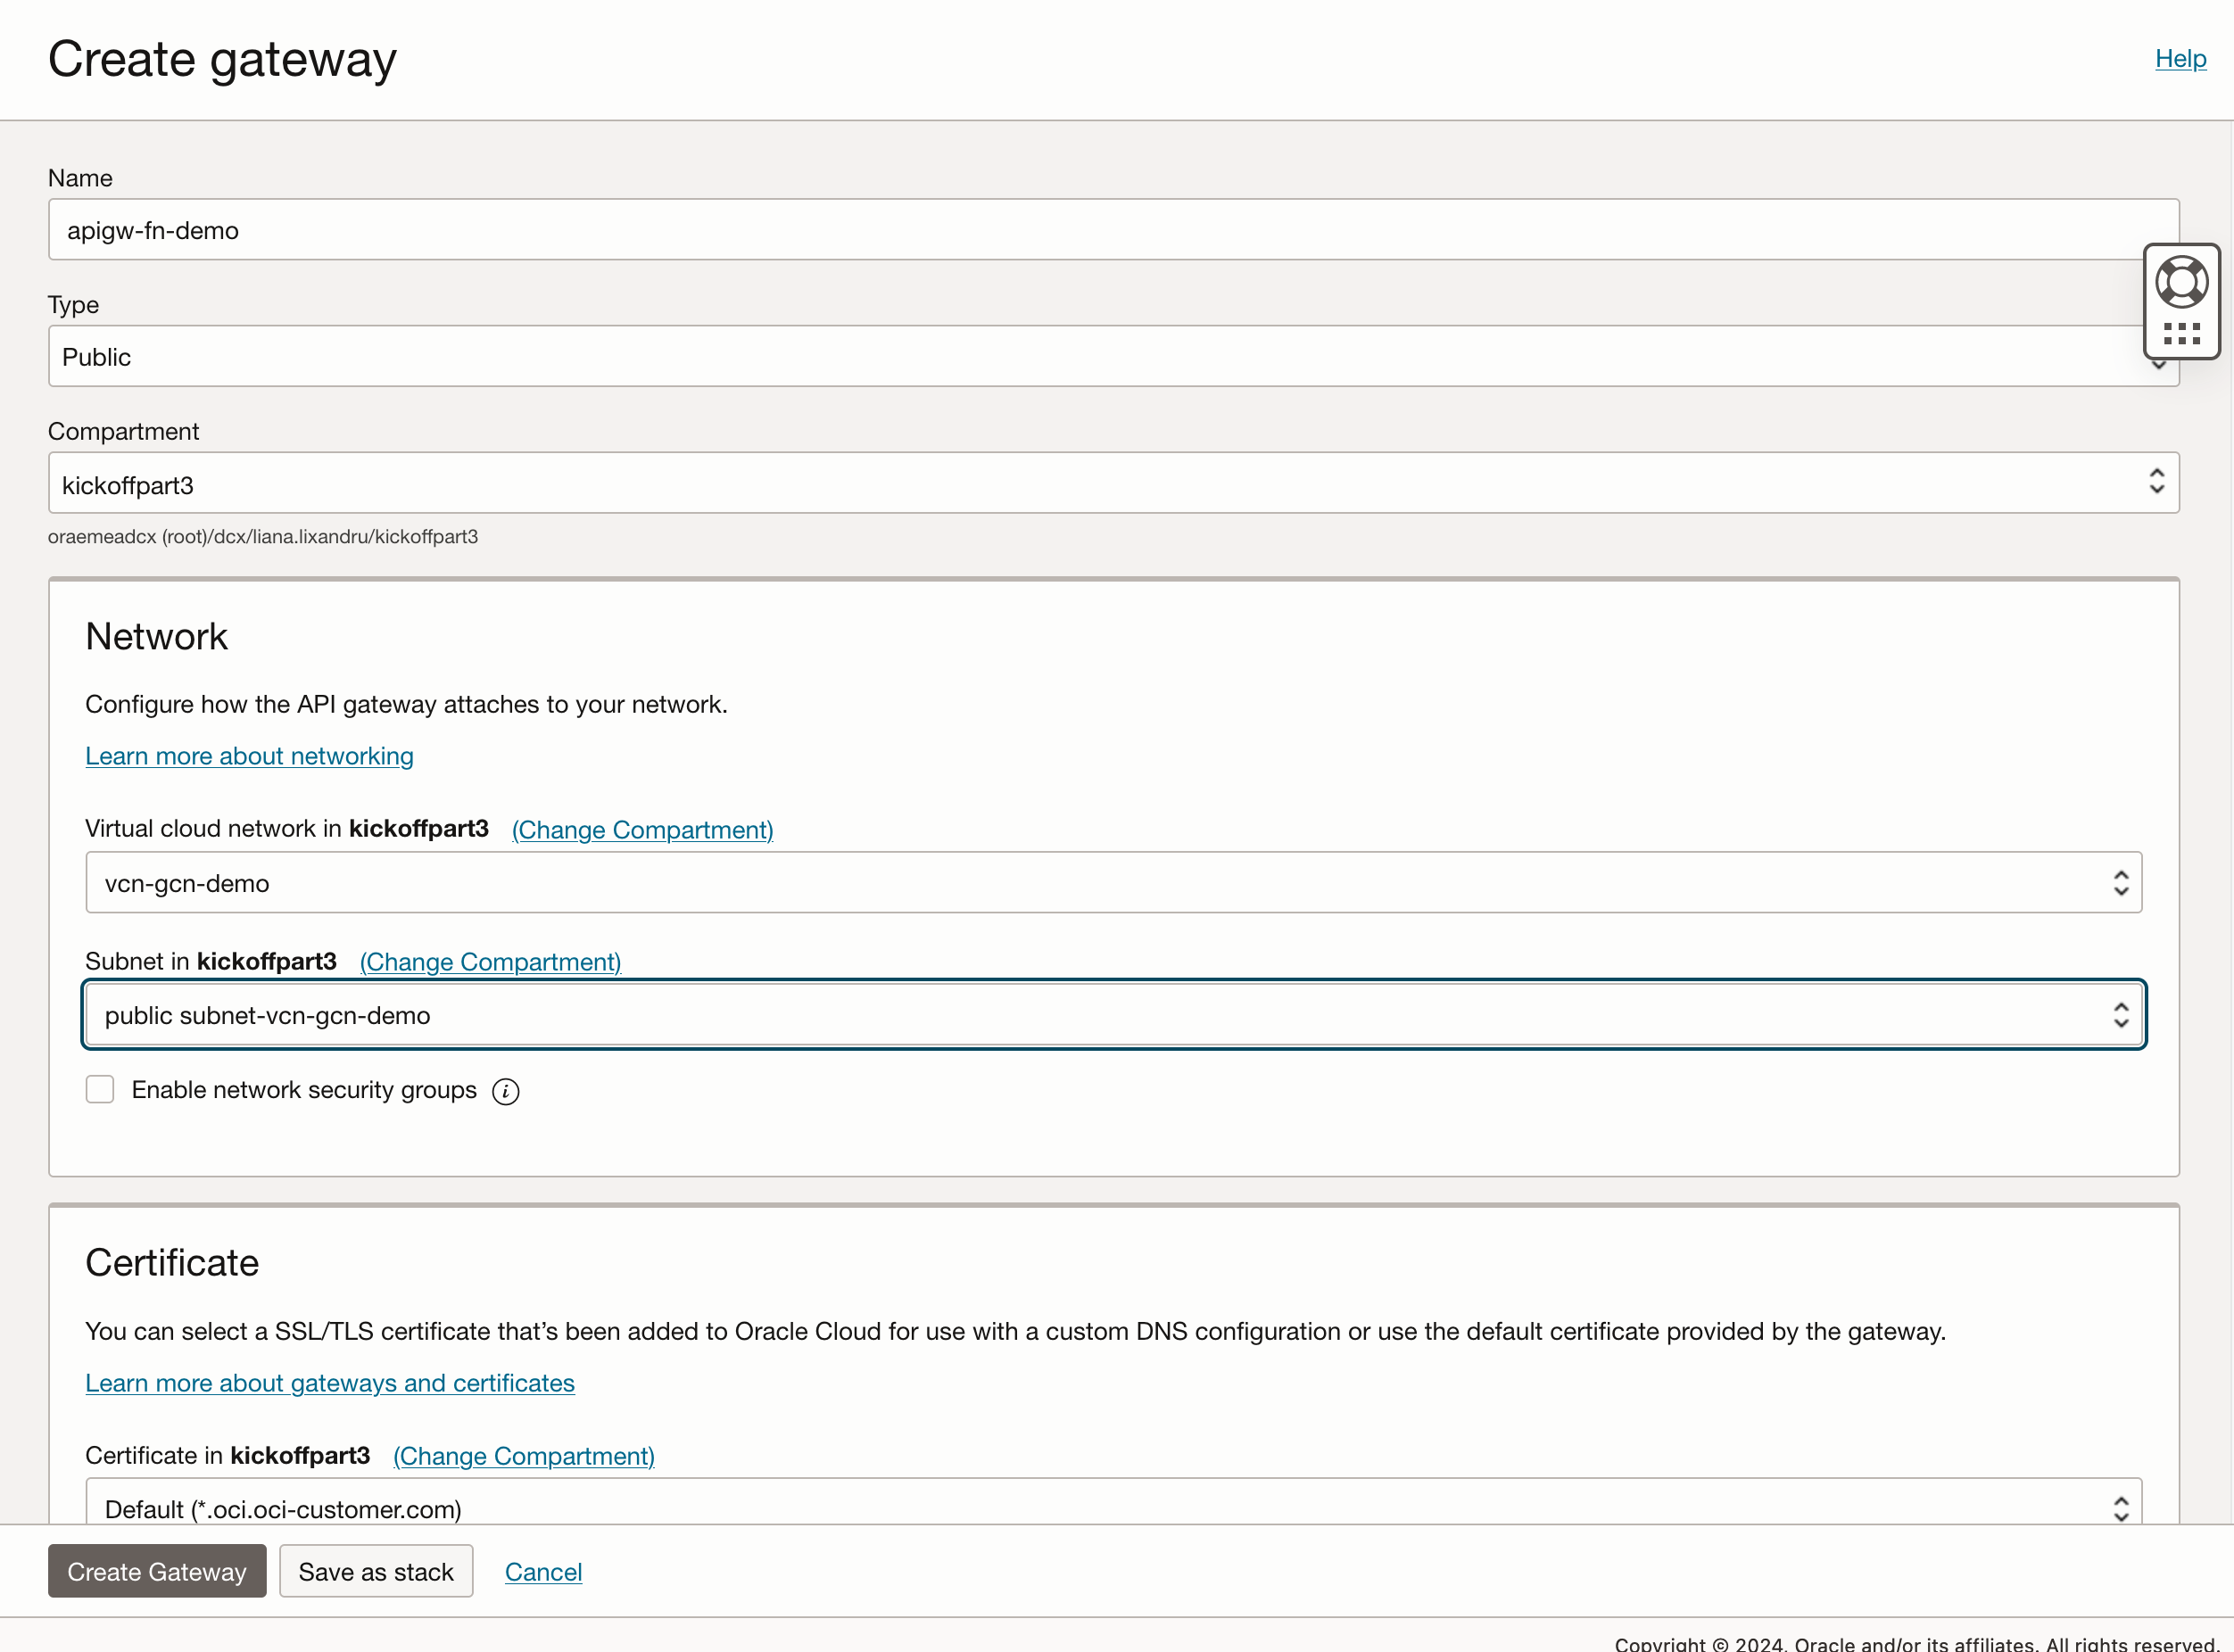 Create gateway
Help
Name
apigw-fn-demo
Type
Public
Compartment
kickoffpart3
oraemeadcx (root)/dcx/liana.lixandru/kickoffpart3
Network
Configure how the API gateway attaches to your network.
Learn more about networking
Virtual cloud network in kickoffpart3 (Change Compartment)
vcn-gcn-demo
Subnet in kickoffpart3 (Change Compartment)
public subnet-vcn-gcn-demo
Enable network security groups i
Certificate
You can select a SSL/TLS certificate that’s been added to Oracle Cloud for use with a custom DNS configuration or use the default certificate provided by the gateway.
Learn more about gateways and certificates
Certificate in kickoffpart3 (Change Compartment)
Default (*.oci.oci-customer.com)
Create Gateway Save as stack Cancel
Copyright © 2024, Oracle and/or its affiliates. All rights reserved.